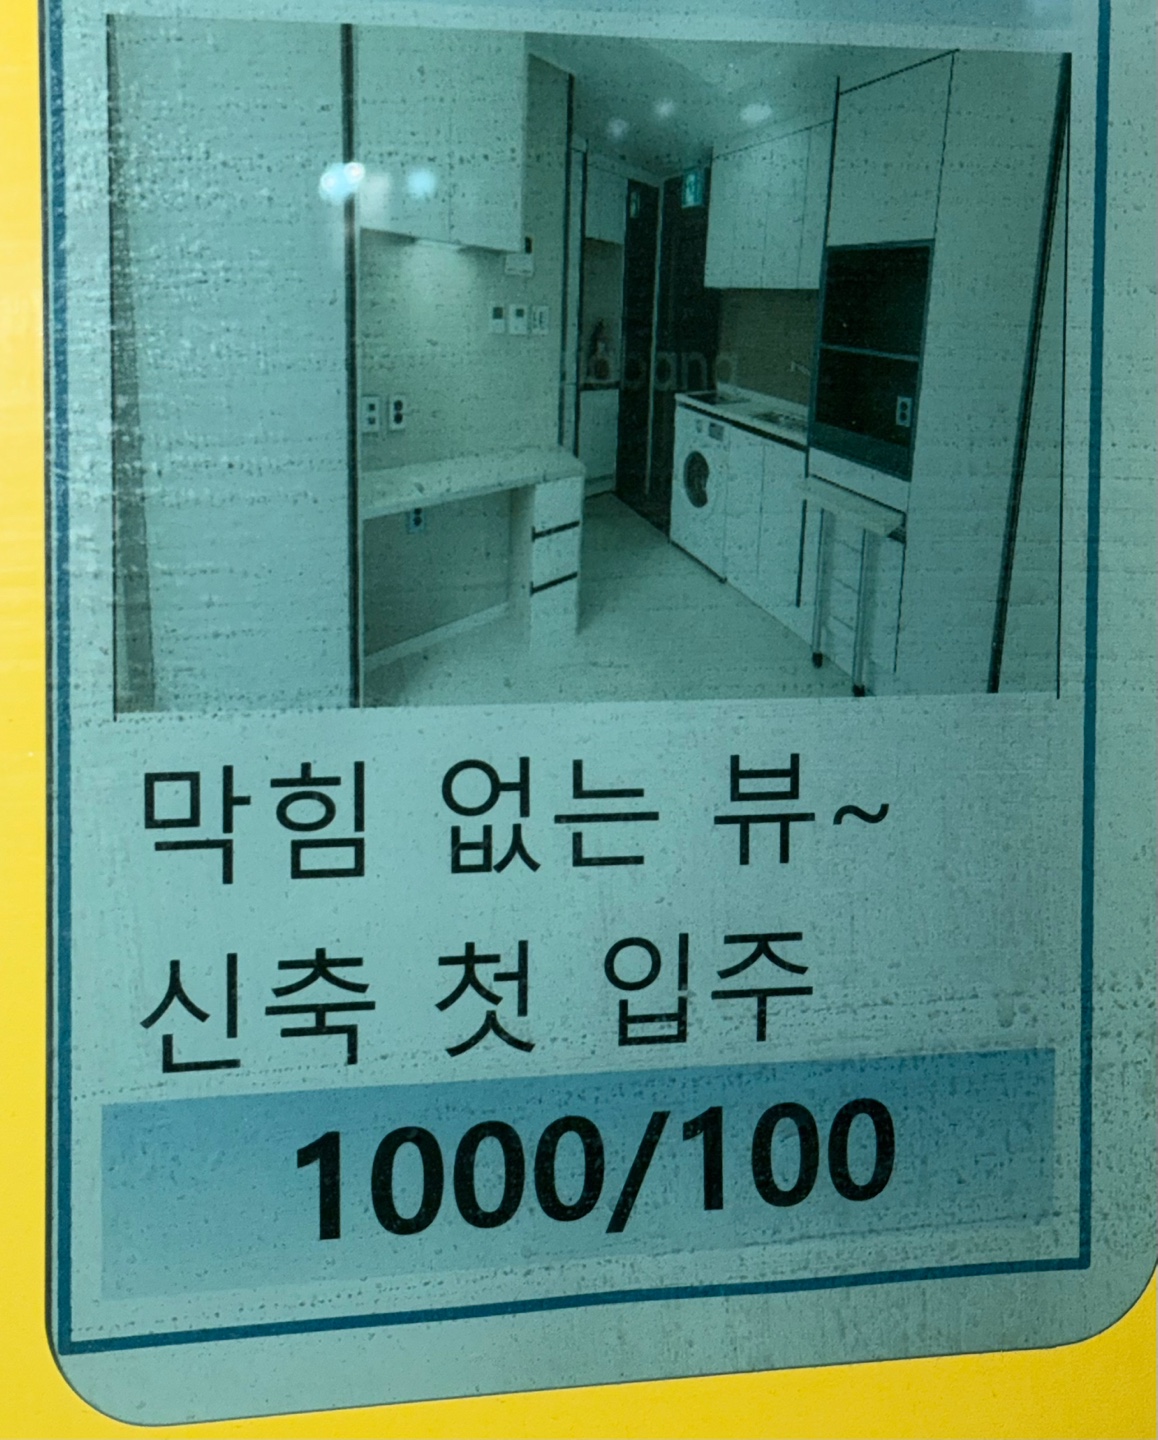 막힘 없는 뷰~
신축 첫 입주
1000/100